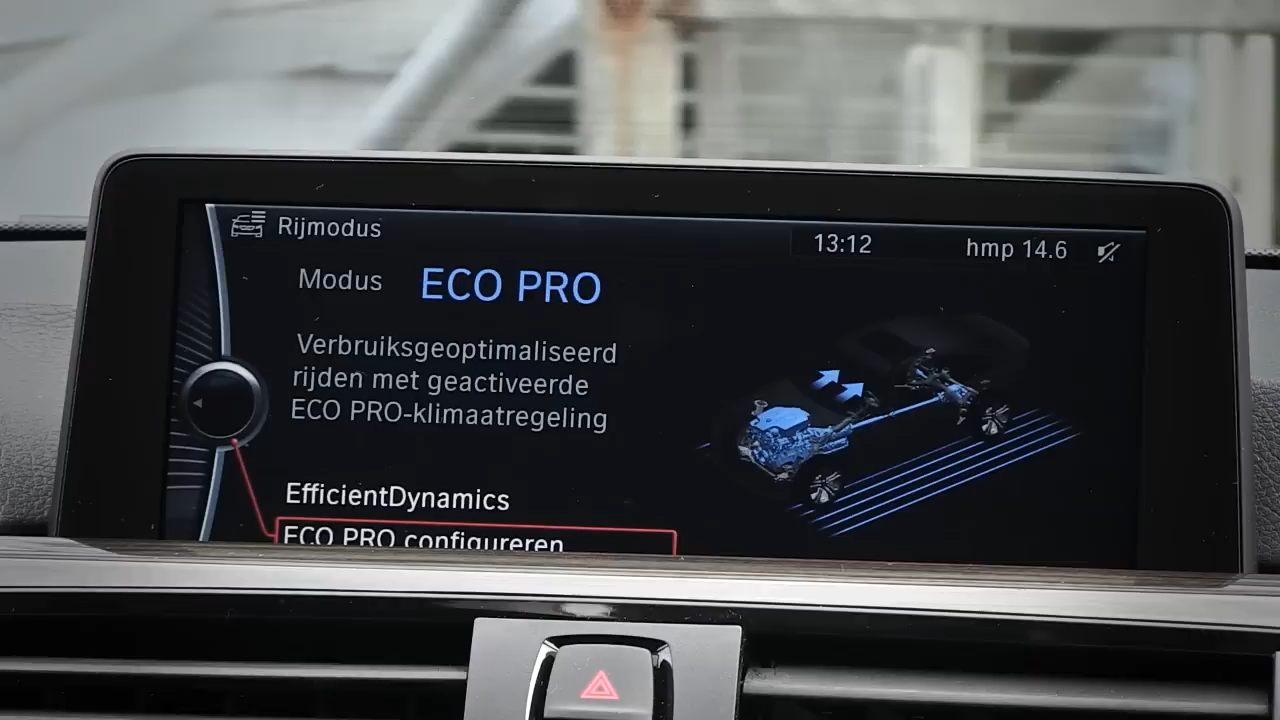 Rijmodus
13:12
hmp 14.6
Modus ECO PRO
Verbruiksgeoptimaliseerd
rijden met geactiveerde
ECO PRO-klimaatregeling
EfficientDynamics
ECO PRO configureren